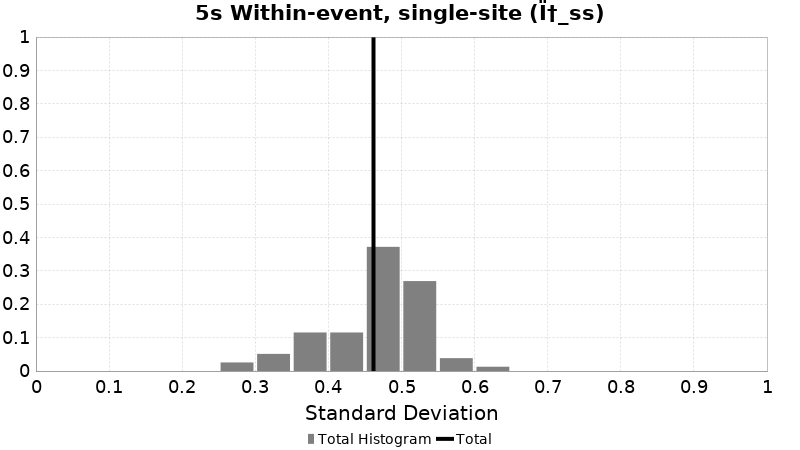 5s Within-event, single-site (Ï†_ss)
1
0.9
0.8
0.7
0.6
0.5
0.4
0.3
0.2
0.1
0
0 0.1 0.2 0.3 0.4 0.5 0.6 0.7 0.8 0.9 1
Standard Deviation
Total Histogram Total